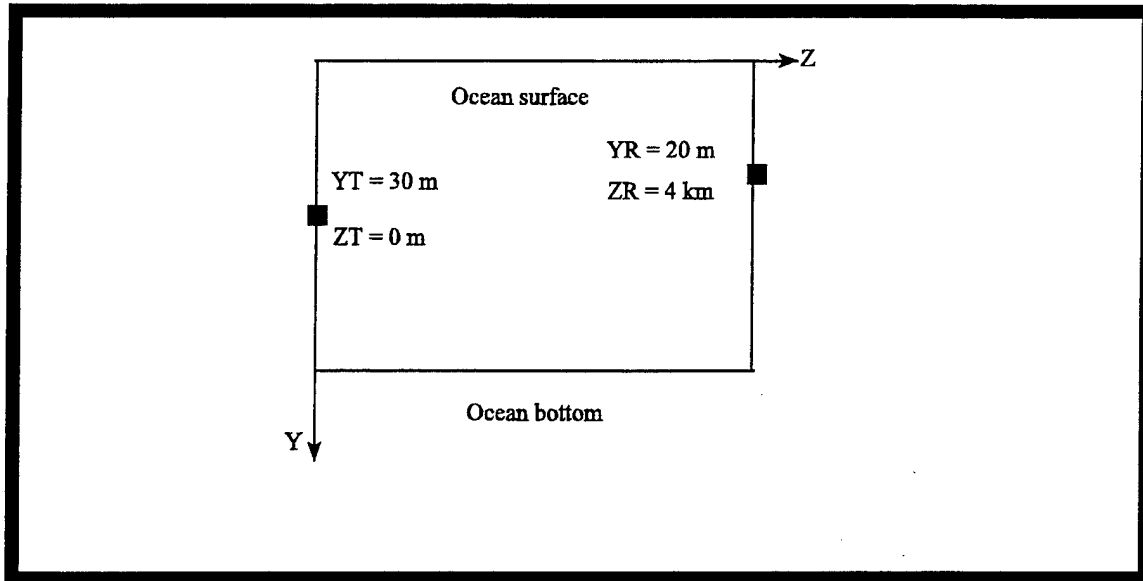 Z
Ocean surface
YR = 20 m
YT = 30 m
ZR = 4 km
ZT = 0 m
Ocean bottom
Y